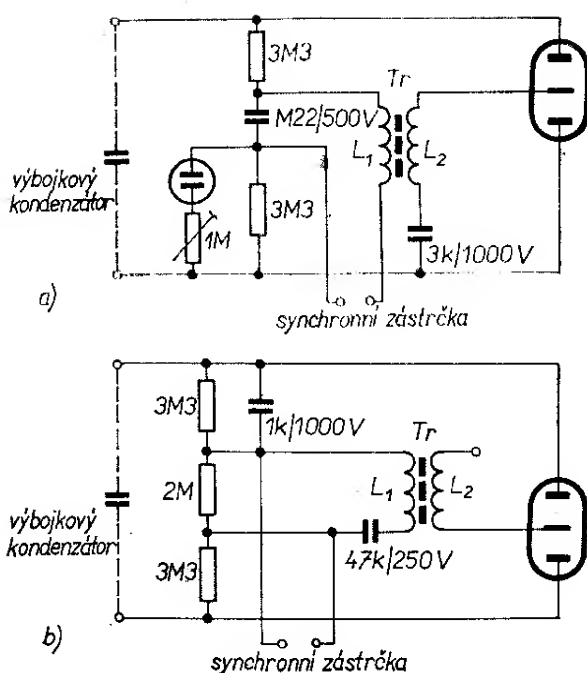 3M3
Tr
M22/500V
L1
L2
výbojkový
kondenzátor
3M3
1M
3k/1000V
a)
synchronní zástrčka
3M3
1k/1000V
Tr
2M
L1
L2
výbojkový
kondenzátor
3M3
47k/250V
b)
synchronní zástrčka